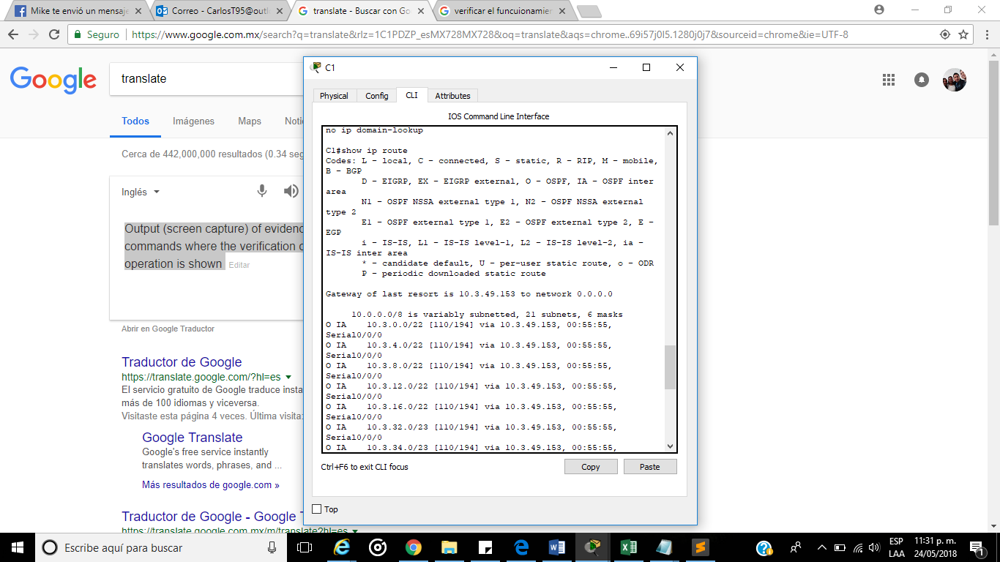 Mike te envió un mensaje
Correo - CarlosT95@outl
translate - Buscar con Go
verificar el funcuionamien
Seguro
https://www.google.com.mx/search?q=translate&rlz=1C1PDZP_esMX728MX728&oq=translate&aqs=chrome..69i57j0l5.1280j0j7&sourceid=chrome&ie=UTF-8
Google
translate
Todos
Imágenes
Maps
Noti
Cerca de 442,000,000 resultados (0.34 seg
Inglés
Output (screen capture) of evidenc
commands where the verification o
operation is shown
Editar
Abrir en Google Traductor
Traductor de Google
https://translate.google.com/?hl=es
El servicio gratuito de Google traduce insta
más de 100 idiomas y viceversa.
Visitaste esta página 4 veces. Última visita:
Google Translate
Google's free service instantly
translates words, phrases, and ...
Más resultados de google.com »
Traductor de Google - Google T
https://translate.google.com.mx/m/translate?hl=es
C1
Physical
Config
CLI
Attributes
IOS Command Line Interface
no ip domain-lookup
C1#show ip route
Codes: L - local, C - connected, S - static, R - RIP, M - mobile,
B - BGP
D - EIGRP, EX - EIGRP external, O - OSPF, IA - OSPF inter
area
N1 - OSPF NSSA external type 1, N2 - OSPF NSSA external
type 2
E1 - OSPF external type 1, E2 - OSPF external type 2, E -
EGP
i - IS-IS, L1 - IS-IS level-1, L2 - IS-IS level-2, ia -
IS-IS inter area
* - candidate default, U - per-user static route, o - ODR
P - periodic downloaded static route
Gateway of last resort is 10.3.49.153 to network 0.0.0.0
10.0.0.0/8 is variably subnetted, 21 subnets, 6 masks
O IA 10.3.0.0/22 [110/194] via 10.3.49.153, 00:55:55,
Serial0/0/0
O IA 10.3.4.0/22 [110/194] via 10.3.49.153, 00:55:55,
Serial0/0/0
O IA 10.3.8.0/22 [110/194] via 10.3.49.153, 00:55:55,
Serial0/0/0
O IA 10.3.12.0/22 [110/194] via 10.3.49.153, 00:55:55,
Serial0/0/0
O IA 10.3.16.0/22 [110/194] via 10.3.49.153, 00:55:55,
Serial0/0/0
O IA 10.3.32.0/23 [110/194] via 10.3.49.153, 00:55:55,
Serial0/0/0
O IA 10.3.34.0/23 [110/194] via 10.3.49.153, 00:55:55,
Ctrl+F6 to exit CLI focus
Copy
Paste
Top
Escribe aquí para buscar
ESP
LAA
11:31 p. m.
24/05/2018
1